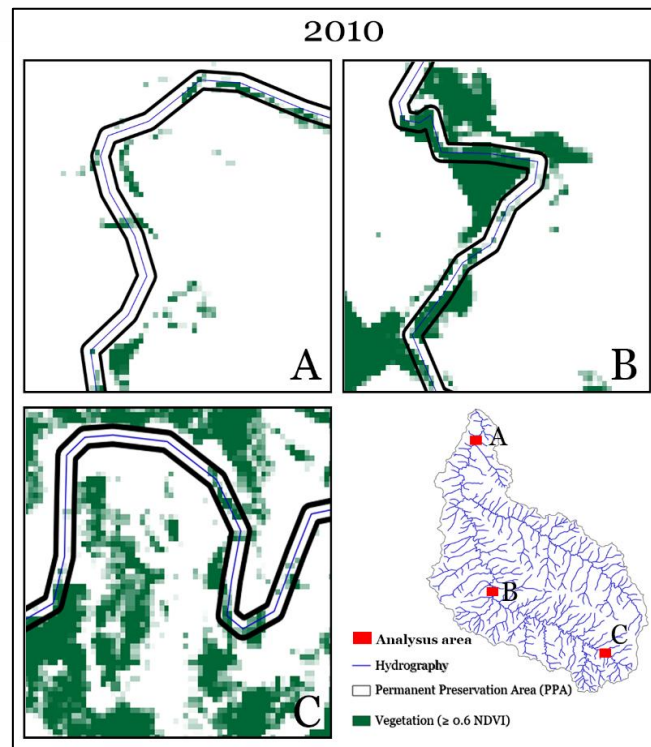 2010
A
B
C
A
B
C
Analysus area
Hydrography
Permanent Preservation Area (PPA)
Vegetation (≥ 0.6 NDVI)